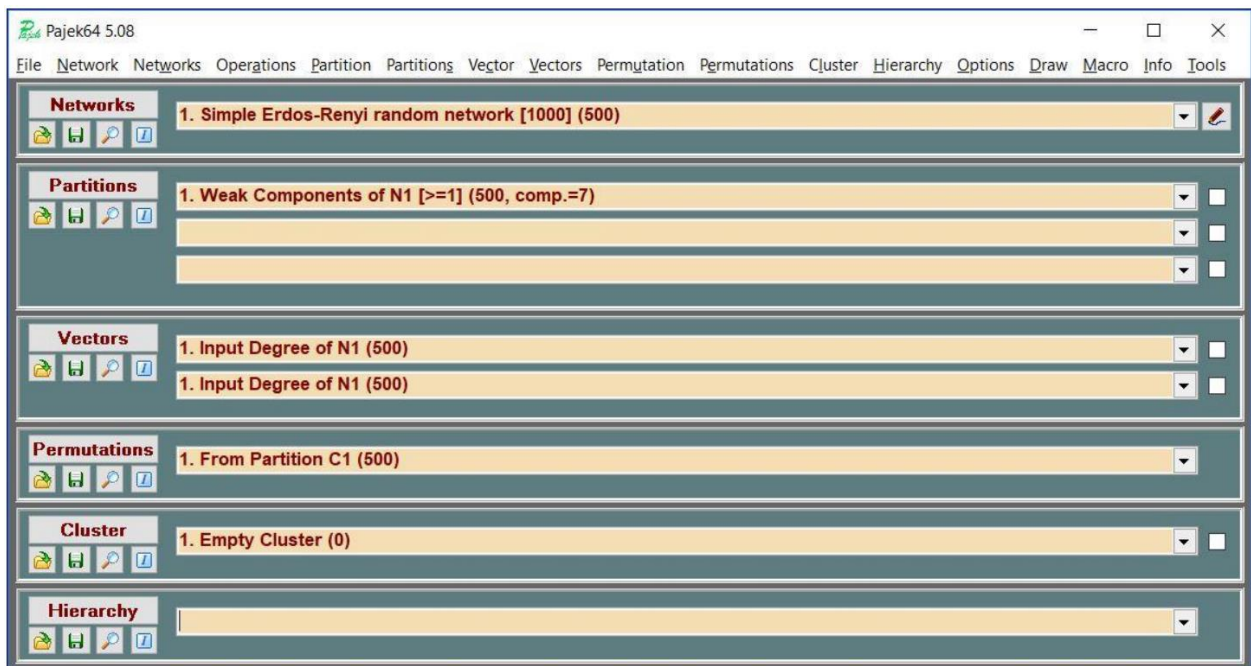 Pajek64 5.08
File Network Networks Operations Partition Partitions Vector Vectors Permutation Permutations Cluster Hierarchy Options Draw Macro Info Tools
Networks
1. Simple Erdos-Renyi random network [1000] (500)
Partitions
1. Weak Components of N1 [>=1] (500, comp.=7)
Vectors
1. Input Degree of N1 (500)
1. Input Degree of N1 (500)
Permutations
1. From Partition C1 (500)
Cluster
1. Empty Cluster (0)
Hierarchy